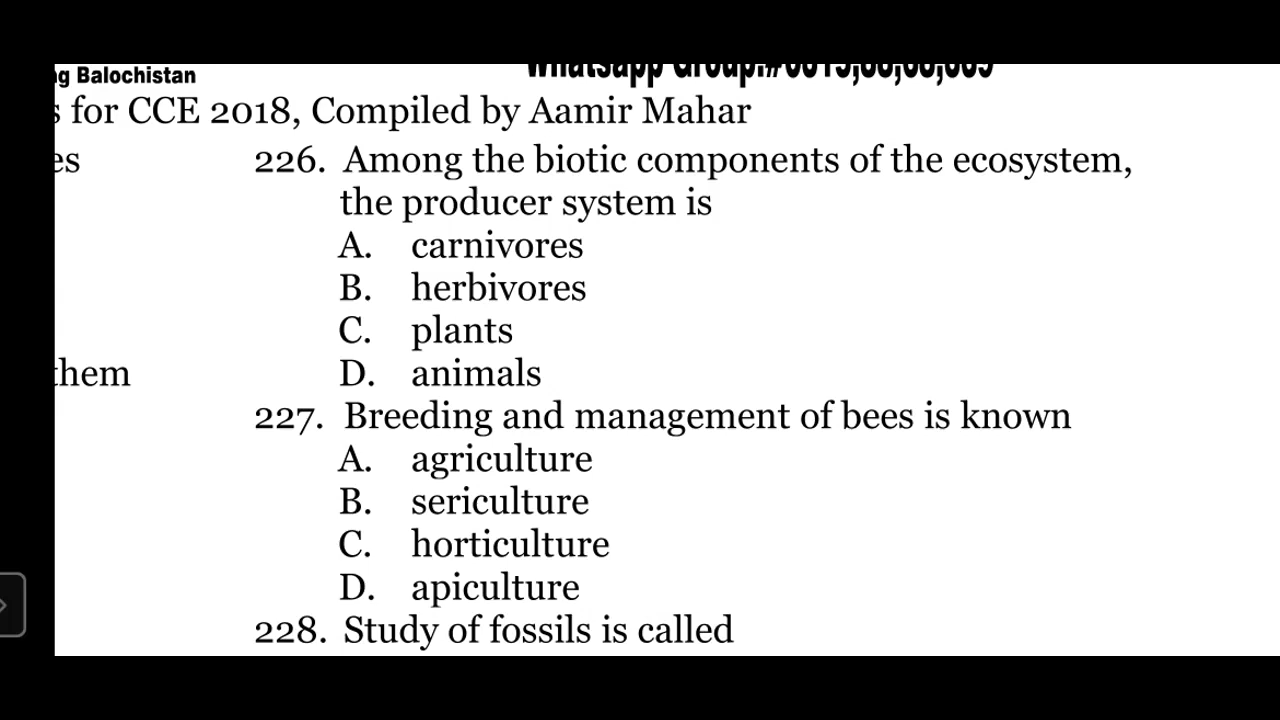 Balochistan
for CCE 2018, Compiled by Aamir Mahar
226. Among the biotic components of the ecosystem,
the producer system is
A. carnivores
B. herbivores
C. plants
D. animals
them
227. Breeding and management of bees is known
A. agriculture
B. sericulture
C. horticulture
D. apiculture
228. Study of fossils is called